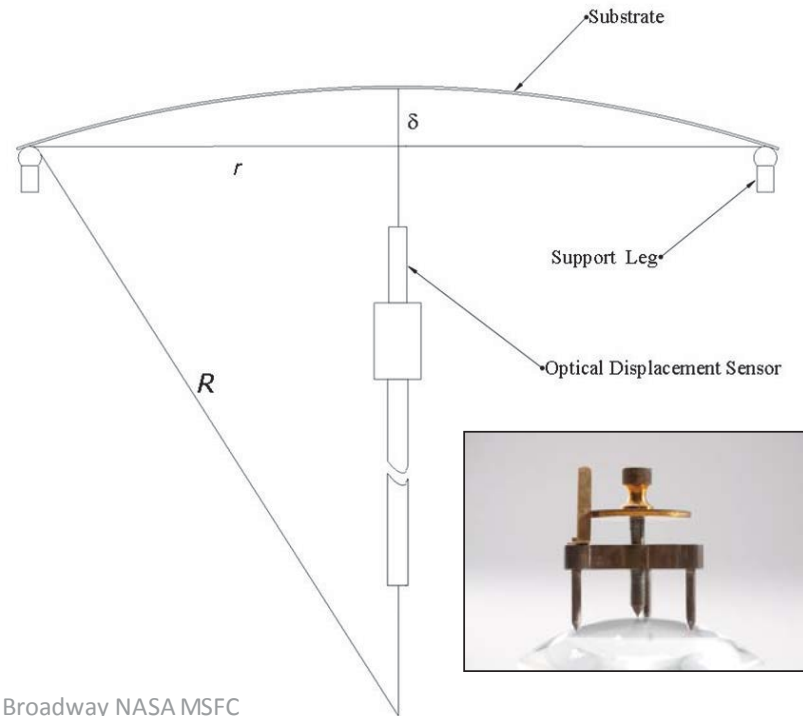 Substrate
δ
r
Support Leg
Optical Displacement Sensor
R
Broadway NASA MSFC